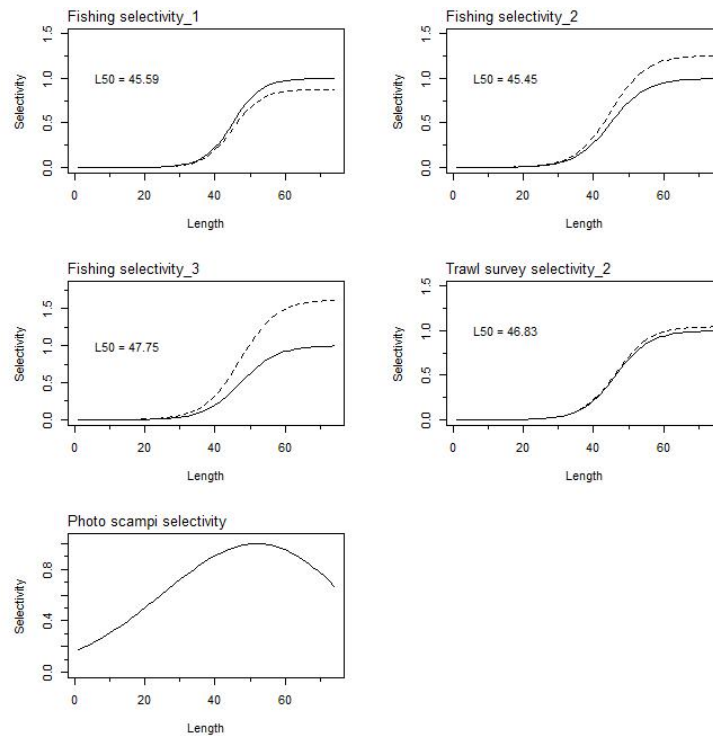 Fishing selectivity_1
Selectivity
0.0 0.5 1.0 1.5
L50 = 45.59
0 20 40 60
Length
Fishing selectivity_2
Selectivity
0.0 0.5 1.0 1.5
L50 = 45.45
0 20 40 60
Length
Fishing selectivity_3
Selectivity
0.0 0.5 1.0 1.5
L50 = 47.75
0 20 40 60
Length
Trawl survey selectivity_2
Selectivity
0.0 0.5 1.0 1.5
L50 = 46.83
0 20 40 60
Length
Photo scampi selectivity
Selectivity
0.0 0.4 0.8
0 20 40 60
Length